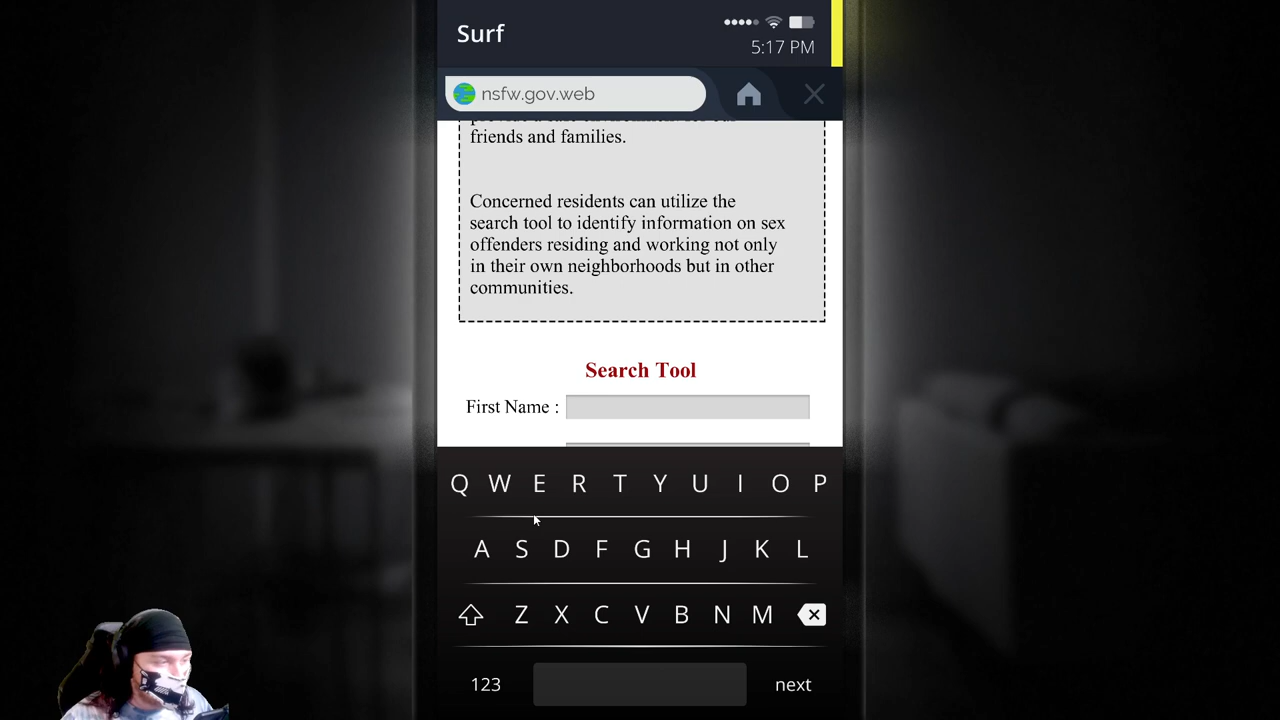 Surf
5:17 PM
nsfw.gov.web
friends and families.
Concerned residents can utilize the
search tool to identify information on sex
offenders residing and working not only
in their own neighborhoods but in other
communities.
Search Tool
First Name :
Q W E R T Y U I O P
A S D F G H J K L
Z X C V B N M
123 next